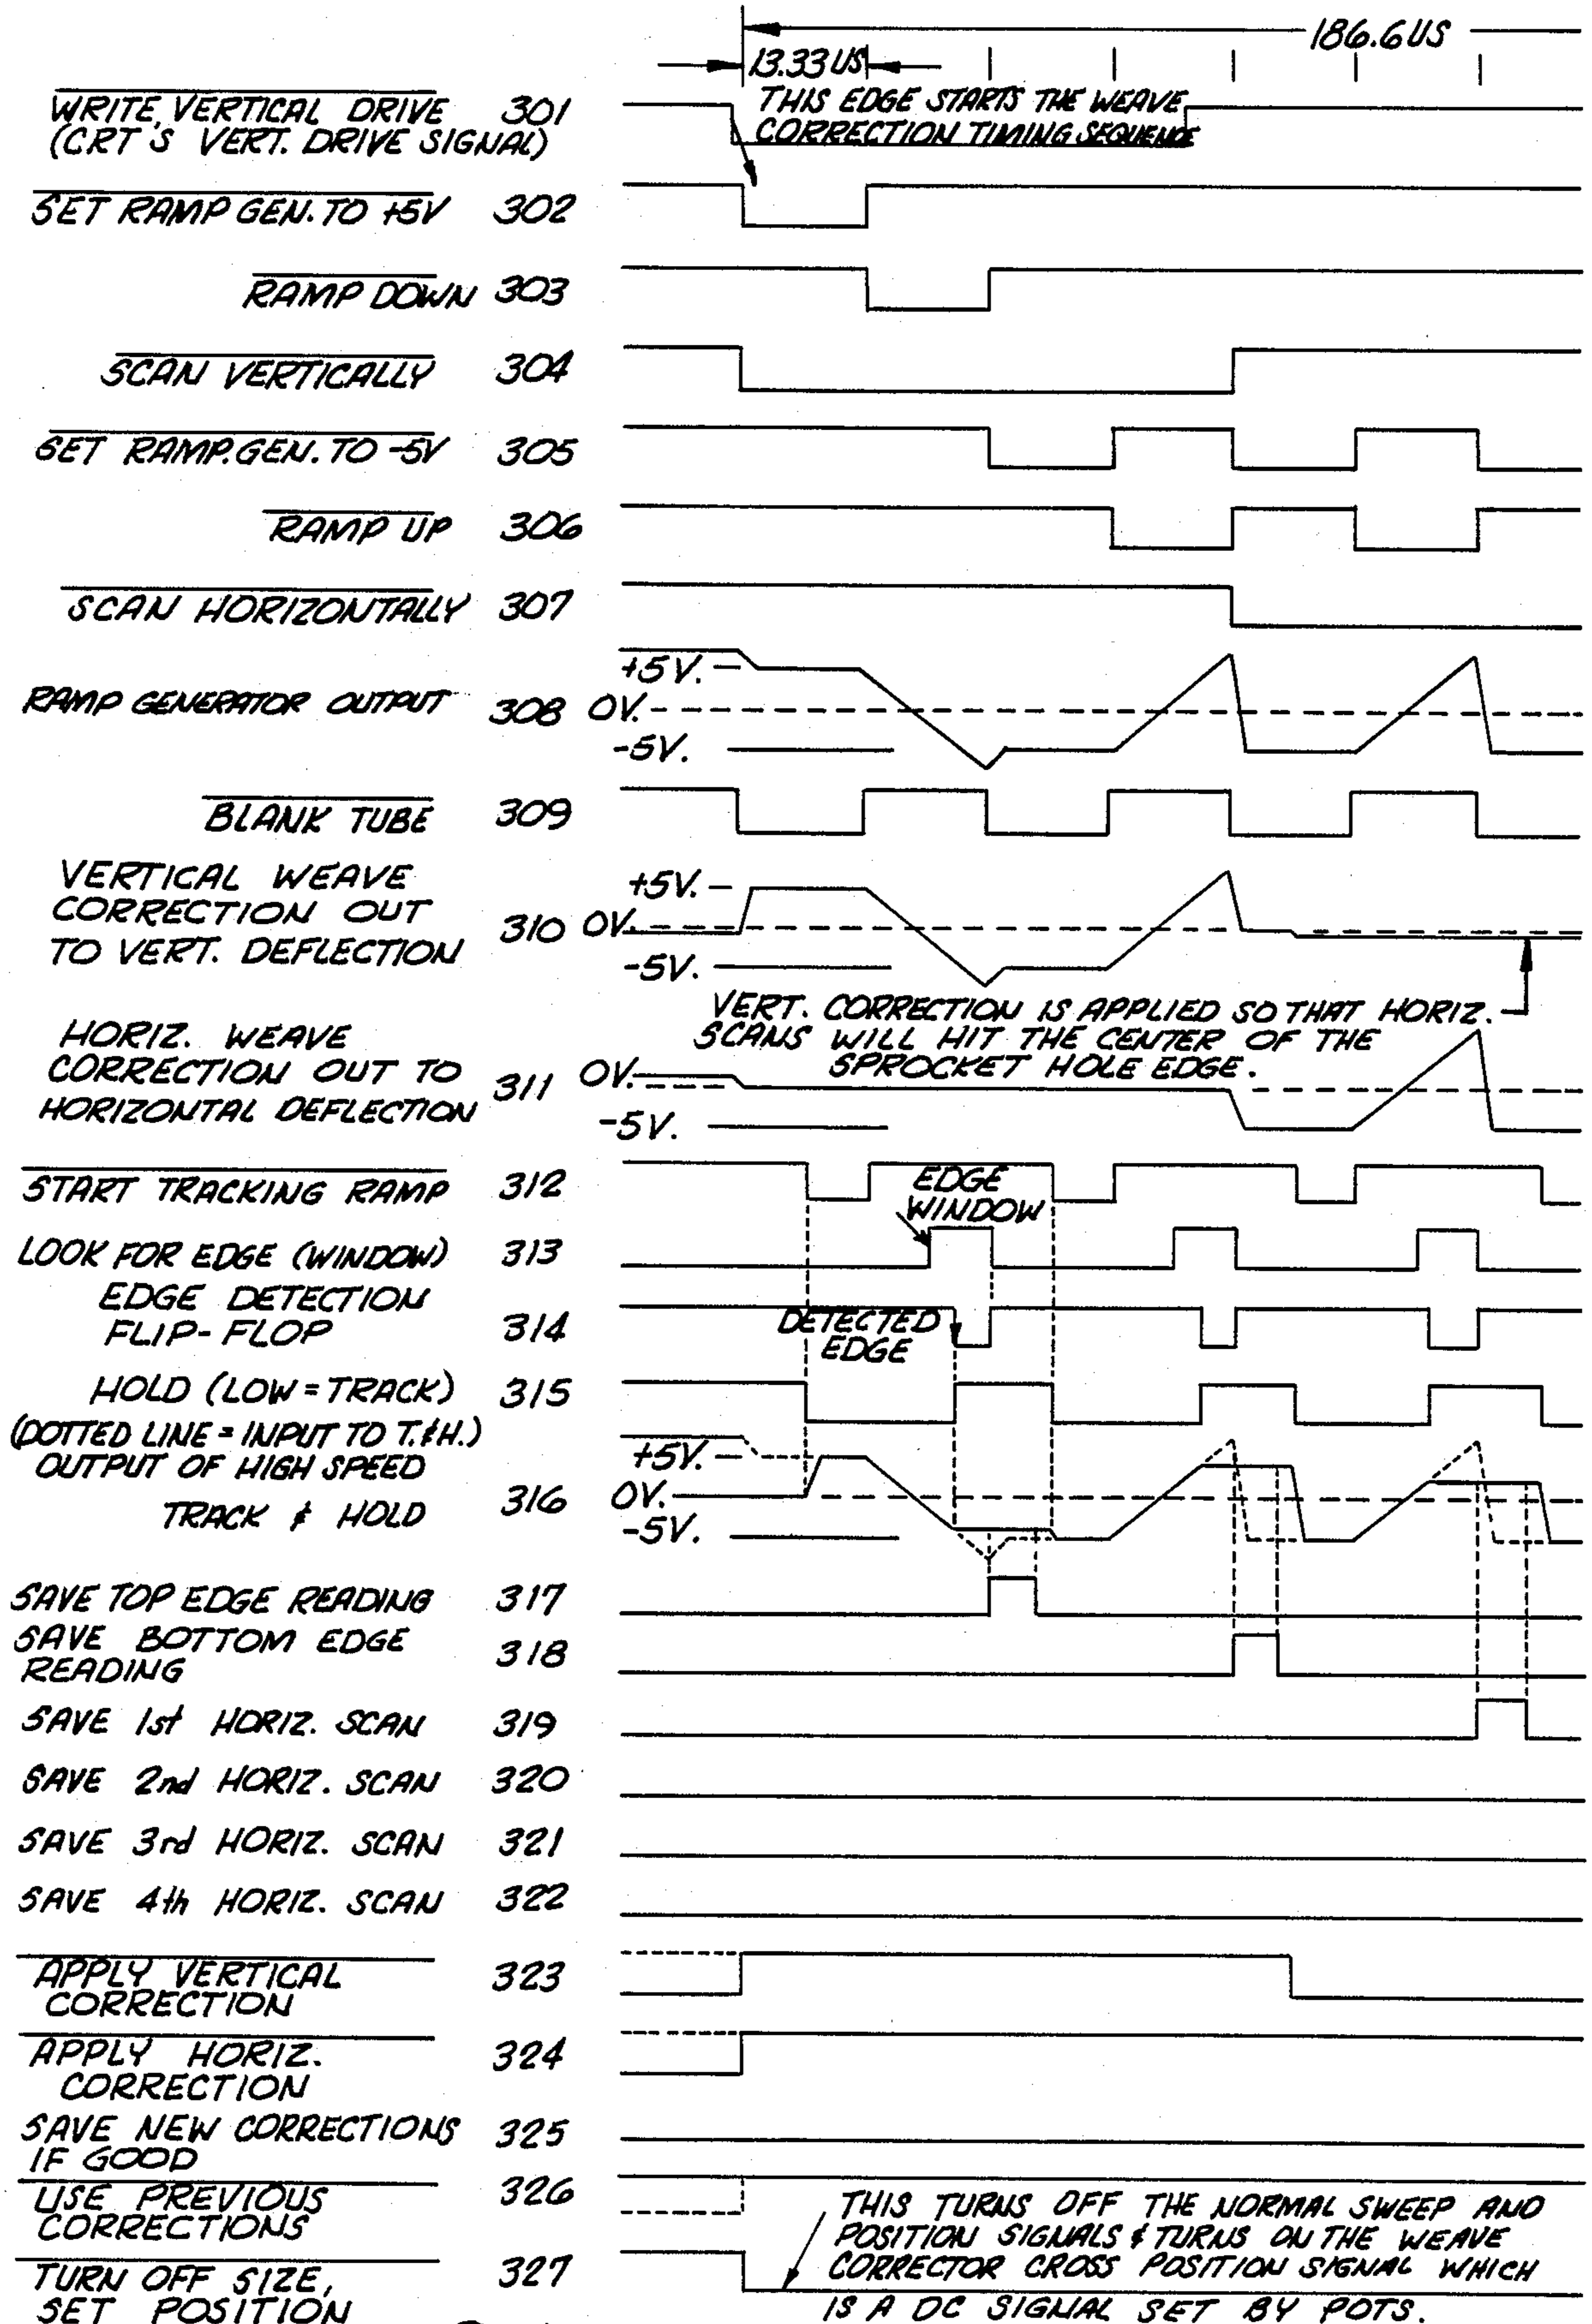 186.6 US
13.33 US
WRITE, VERTICAL DRIVE 301
(CRT'S VERT. DRIVE SIGNAL)
THIS EDGE STARTS THE WEAVE
CORRECTION TIMING SEQUENCE
SET RAMP GEN. TO +5V 302
RAMP DOWN 303
SCAN VERTICALLY 304
SET RAMP. GEN. TO -5V 305
RAMP UP 306
SCAN HORIZONTALLY 307
RAMP GENERATOR OUTPUT 308
+5V.
0V.
-5V.
BLANK TUBE 309
VERTICAL WEAVE
CORRECTION OUT
TO VERT. DEFLECTION
310
+5V.
0V.
-5V.
VERT. CORRECTION IS APPLIED SO THAT HORIZ.
SCANS WILL HIT THE CENTER OF THE
SPROCKET HOLE EDGE.
HORIZ. WEAVE
CORRECTION OUT TO
HORIZONTAL DEFLECTION
311
0V.
-5V.
START TRACKING RAMP 312
EDGE
WINDOW
LOOK FOR EDGE (WINDOW) 313
EDGE DETECTION
FLIP-FLOP 314
DETECTED
EDGE
HOLD (LOW = TRACK) 315
(DOTTED LINE = INPUT TO T.&H.)
OUTPUT OF HIGH SPEED
TRACK & HOLD 316
+5V.
0V.
-5V.
SAVE TOP EDGE READING 317
SAVE BOTTOM EDGE
READING
318
SAVE 1st HORIZ. SCAN 319
SAVE 2nd HORIZ. SCAN 320
SAVE 3rd HORIZ. SCAN 321
SAVE 4th HORIZ. SCAN 322
APPLY VERTICAL
CORRECTION
323
APPLY HORIZ.
CORRECTION
324
SAVE NEW CORRECTIONS
IF GOOD
325
USE PREVIOUS
CORRECTIONS
326
TURN OFF SIZE,
SET POSITION
327
THIS TURNS OFF THE NORMAL SWEEP AND
POSITION SIGNALS & TURNS ON THE WEAVE
CORRECTOR CROSS POSITION SIGNAL WHICH
IS A DC SIGNAL SET BY POTS.